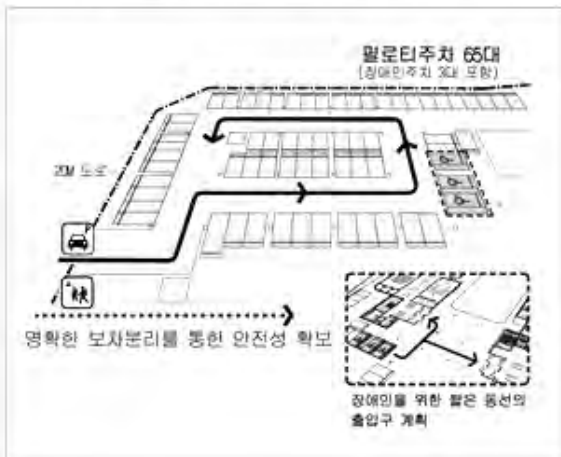 필로티주차 65대
(장애인주차 3대 포함)
20M 도로
명확한 보차분리를 통한 안전성 확보
장애인을 위한 짧은 동선의
출입구 계획